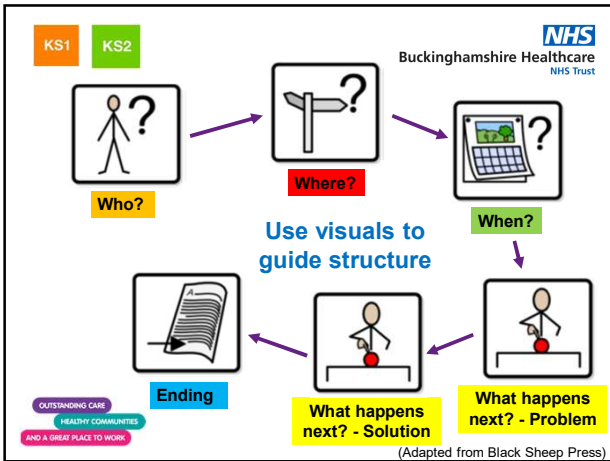 KS1
KS2
NHS
Buckinghamshire Healthcare
NHS Trust
?
?
?
Who?
Where?
When?
Use visuals to
guide structure
A
Ending
What happens
next? - Solution
What happens
next? - Problem
OUTSTANDING CARE
HEALTHY COMMUNITIES
AND A GREAT PLACE TO WORK
(Adapted from Black Sheep Press)